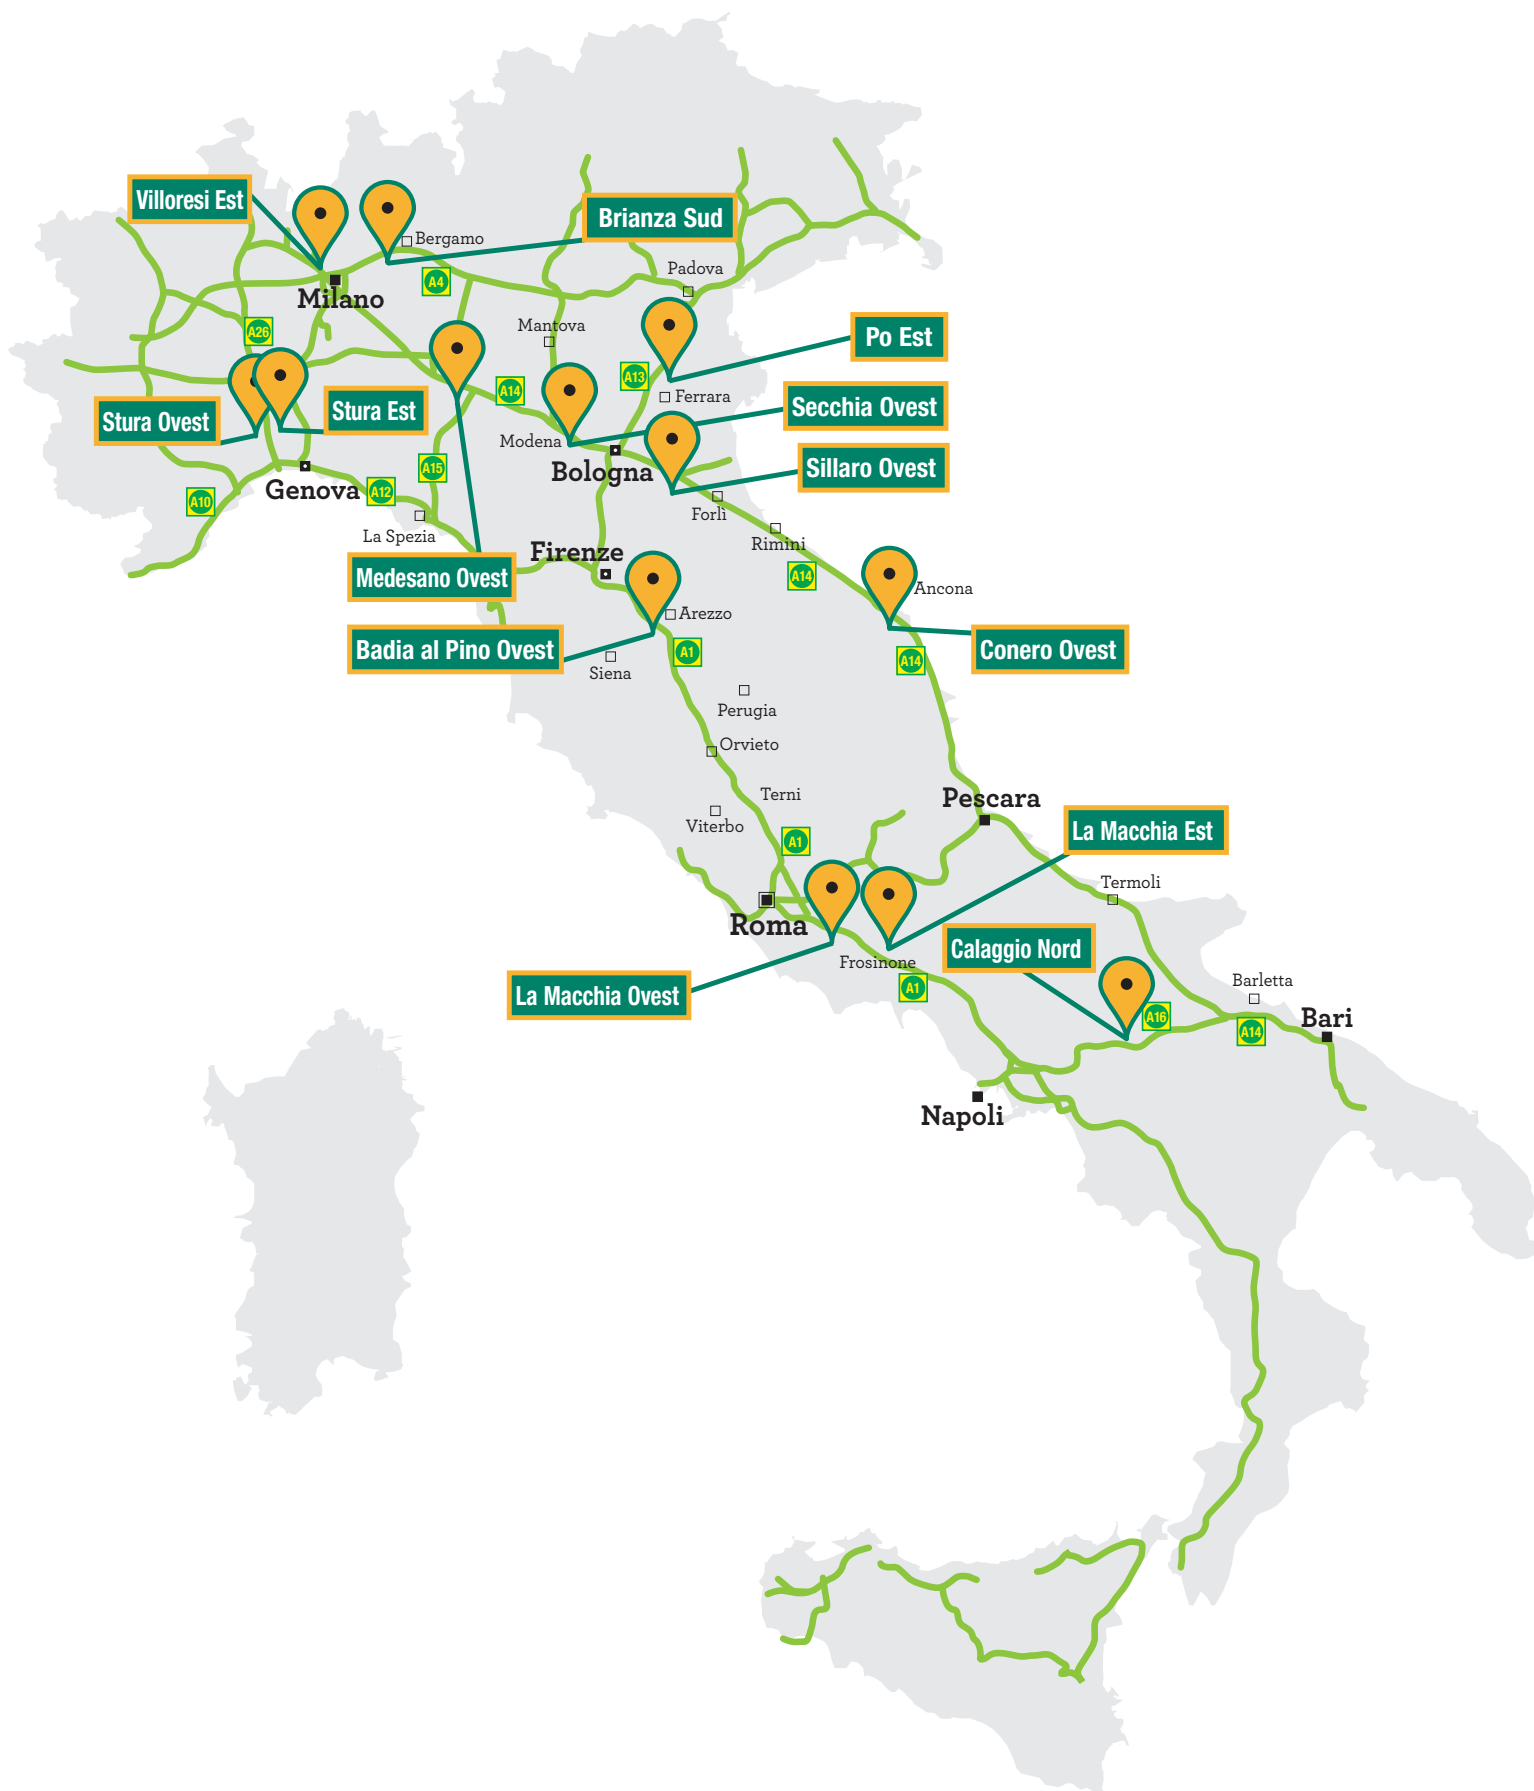 Villoresi Est
Brianza Sud
Bergamo
Padova
A4
Milano
Mantova
A26
Po Est
A13
A14
Ferrara
Secchia Ovest
Stura Ovest
Stura Est
Modena
Bologna
Sillaro Ovest
A15
Genova
A12
A10
Forlì
La Spezia
Rimini
Firenze
Medesano Ovest
A14
Ancona
Arezzo
Badia al Pino Ovest
A1
Conero Ovest
A14
Siena
Perugia
Orvieto
Terni
Pescara
Viterbo
La Macchia Est
A1
Termoli
Roma
Calaggio Nord
Frosinone
La Macchia Ovest
A1
Barletta
A16
Bari
A14
Napoli